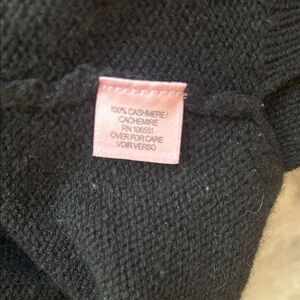 100% CASHMERE/
CACHEMIRE
RN 106551
OVER FOR CARE
VOIR VERSO